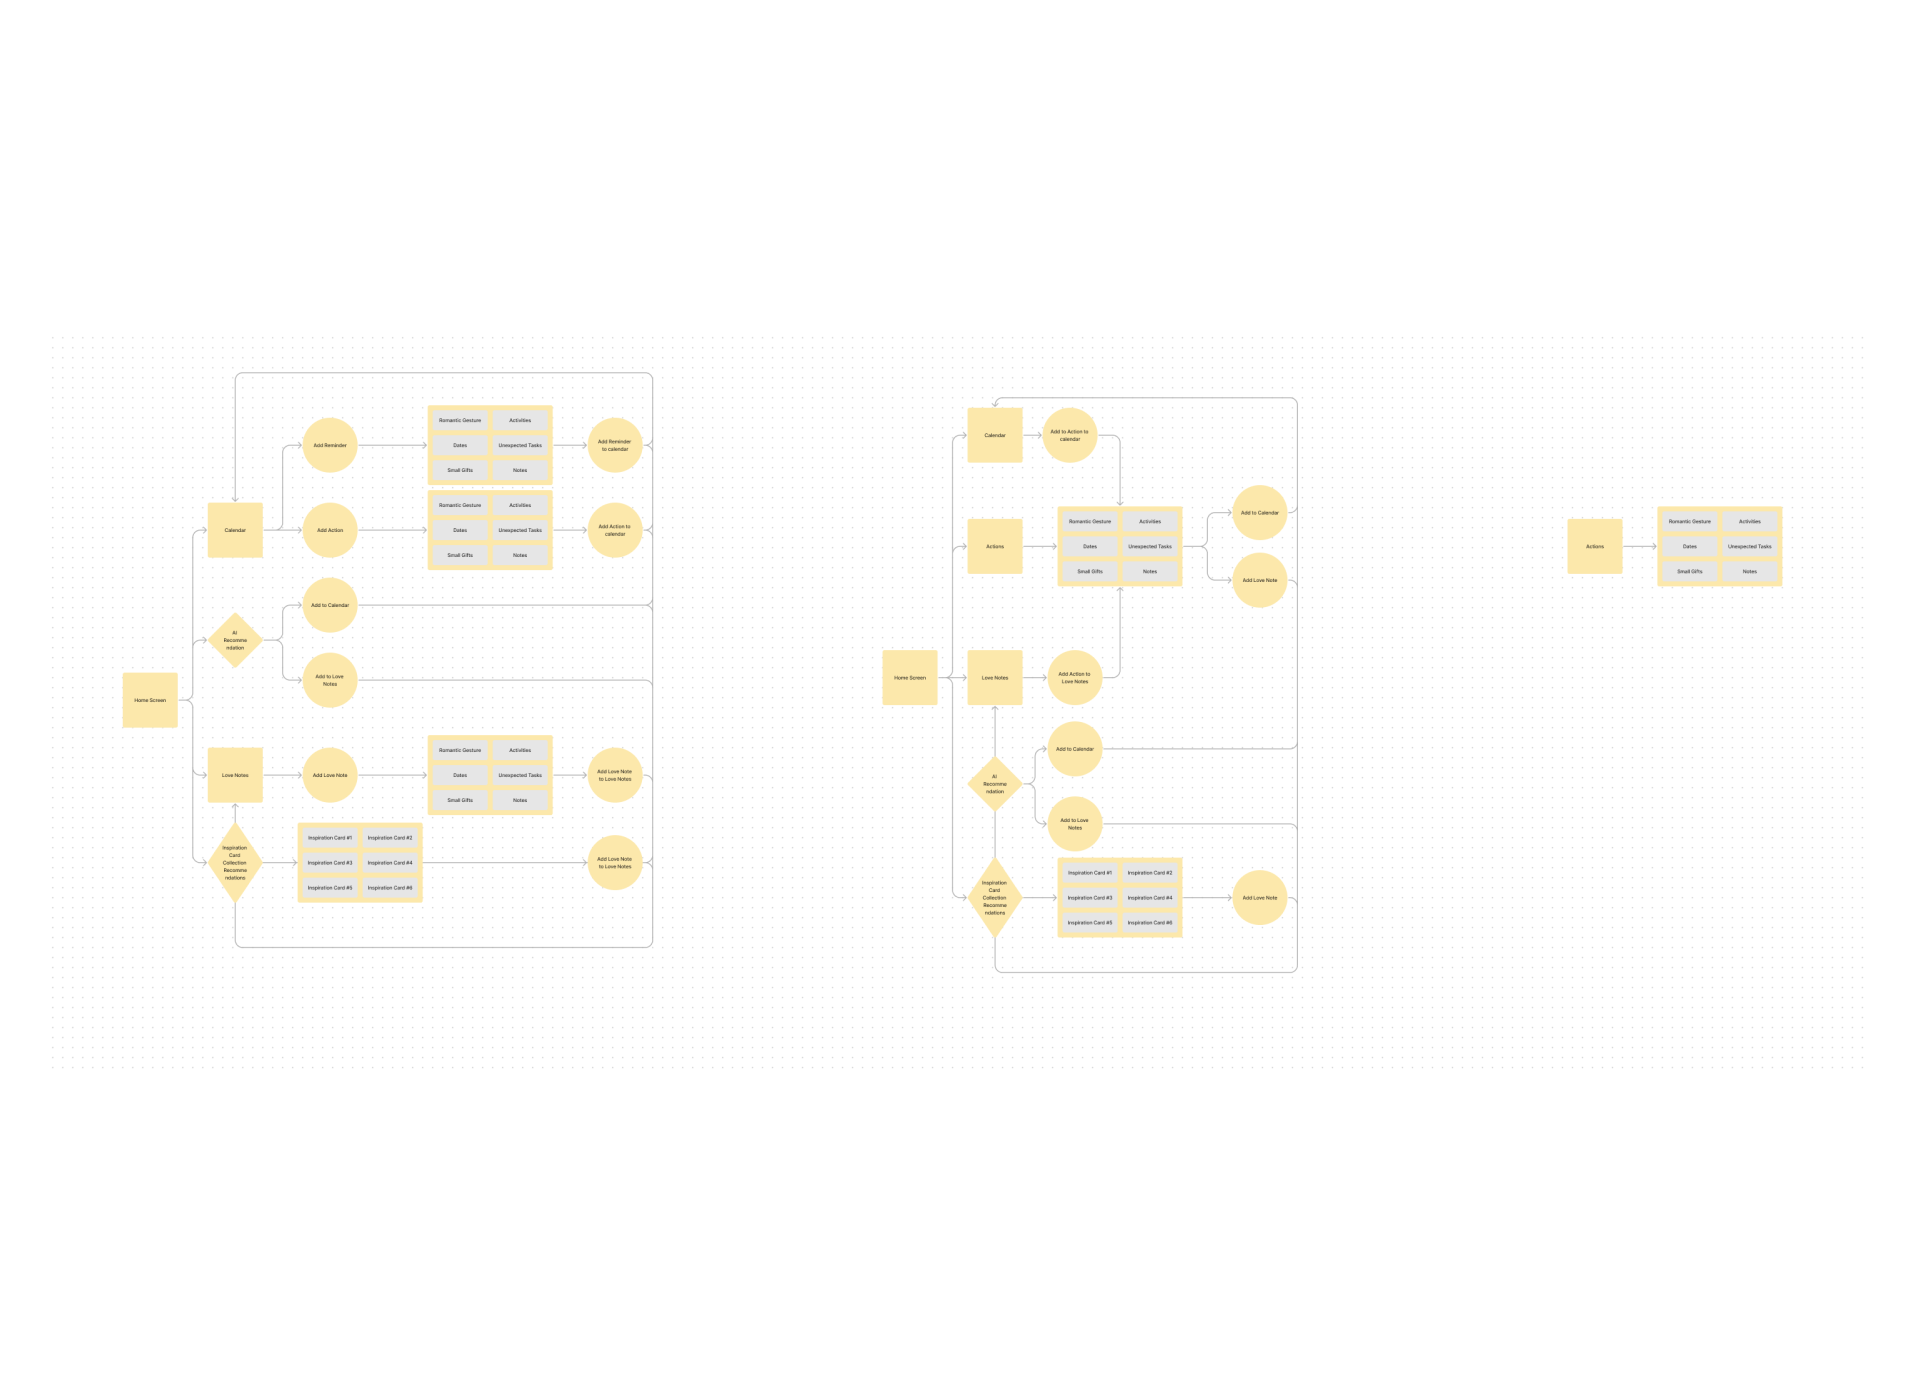 Romantic Gesture
Activities
Add Reminder
Dates
Unexpected Tasks
Add Reminder
to calendar
Small Gifts
Notes
Romantic Gesture
Activities
Calendar
Add Action
Dates
Unexpected Tasks
Add Action to
calendar
Small Gifts
Notes
Add to Calendar
AI
Recomme
ndation
Add to Love
Notes
Home Screen
Romantic Gesture
Activities
Love Notes
Add Love Note
Dates
Unexpected Tasks
Add Love Note
to Love Notes
Small Gifts
Notes
Inspiration
Card
Collection
Recomme
ndations
Inspiration Card #1
Inspiration Card #2
Inspiration Card #3
Inspiration Card #4
Inspiration Card #5
Inspiration Card #6
Add Love Note
to Love Notes
Calendar
Add to Action to
calendar
Actions
Romantic Gesture
Activities
Dates
Unexpected Tasks
Small Gifts
Notes
Add to Calendar
Add Love Note
Home Screen
Love Notes
Add Action to
Love Notes
Add to Calendar
AI
Recomme
ndation
Add to Love
Notes
Inspiration
Card
Collection
Recomme
ndations
Inspiration Card #1
Inspiration Card #2
Inspiration Card #3
Inspiration Card #4
Inspiration Card #5
Inspiration Card #6
Add Love Note
Actions
Romantic Gesture
Activities
Dates
Unexpected Tasks
Small Gifts
Notes